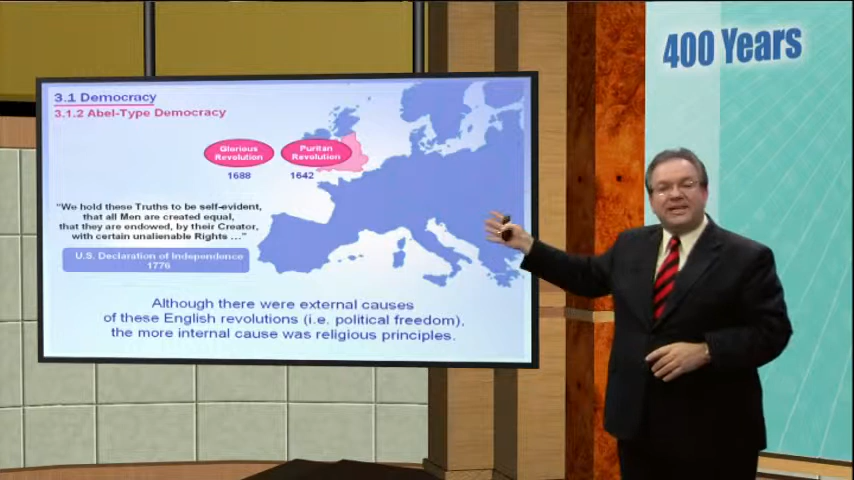 400 Years
3.1 Democracy
3.1.2 Abel-Type Democracy
Glorious
Revolution
1688
Puritan
Revolution
1642
"We hold these Truths to be self-evident,
that all Men are created equal,
that they are endowed, by their Creator,
with certain unalienable Rights ..."
U.S. Declaration of Independence
1776
Although there were external causes
of these English revolutions (i.e. political freedom),
the more internal cause was religious principles.